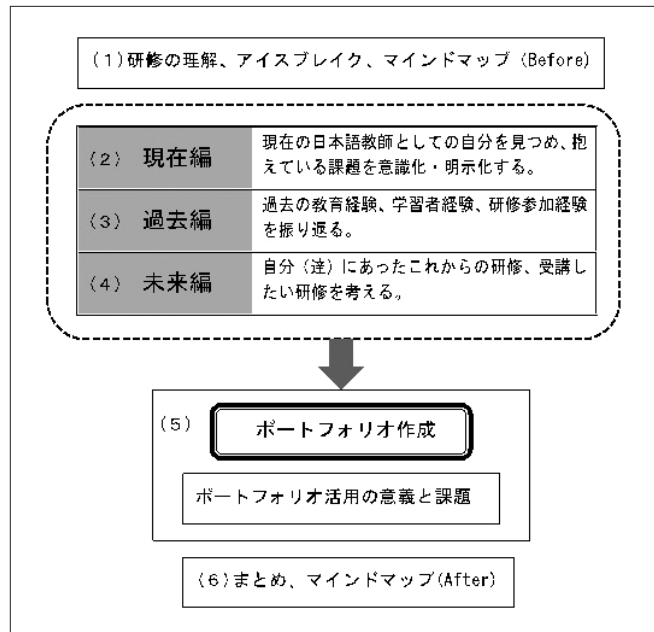 (1)研修の理解、アイスブレイク、マインドマップ (Before)
(2) 現在編
現在の日本語教師としての自分を見つめ、抱
えている課題を意識化・明示化する。
(3) 過去編
過去の教育経験、学習者経験、研修参加経験
を振り返る。
(4) 未来編
自分（達）にあったこれからの研修、受講し
たい研修を考える。
(5)
ポートフォリオ作成
ポートフォリオ活用の意義と課題
(6)まとめ、マインドマップ(After)